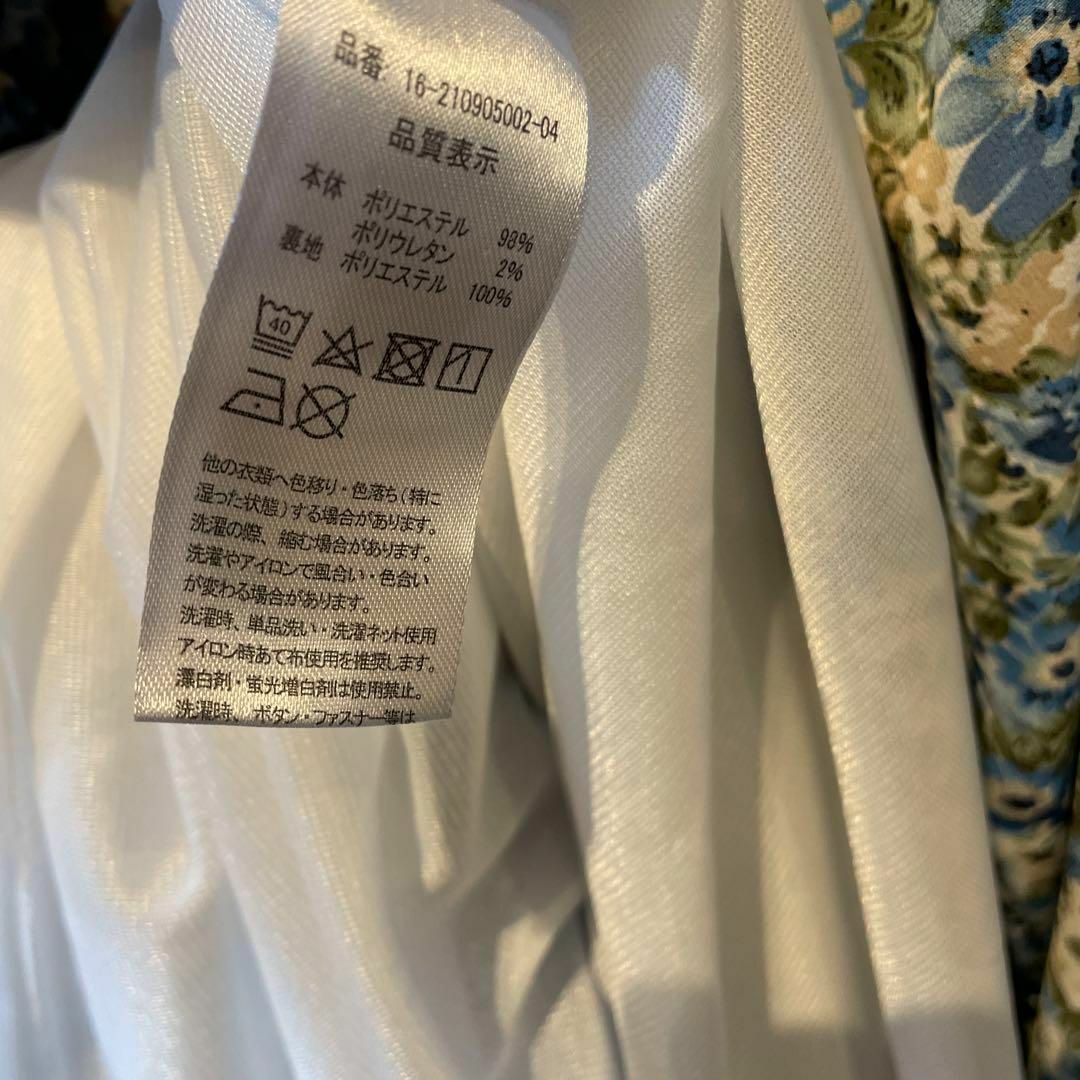 品番 16-210905002-04
品質表示
本体 ポリエステル 98%
ポリウレタン 2%
裏地 ポリエステル 100%
40
他の衣類へ色移り・色落ち(特に
湿った状態)する場合があります。
洗濯の際、縮む場合があります。
洗濯やアイロンで風合い・色合い
が変わる場合があります。
洗濯時、単品洗い・洗濯ネット使用
アイロン時あて布使用を推奨します。
漂白剤・蛍光増白剤は使用禁止。
洗濯時、ボタン・ファスナー等は